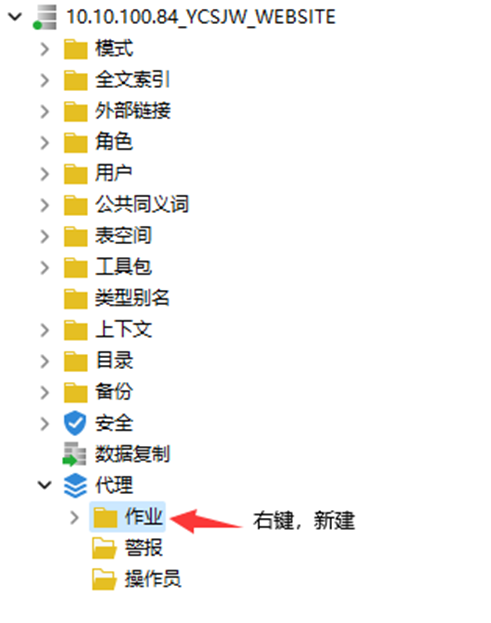 10.10.100.84_YCSJW_WEBSITE
模式
全文索引
外部链接
角色
用户
公共同义词
表空间
工具包
类型别名
上下文
目录
备份
安全
数据复制
代理
作业 右键，新建
警报
操作员